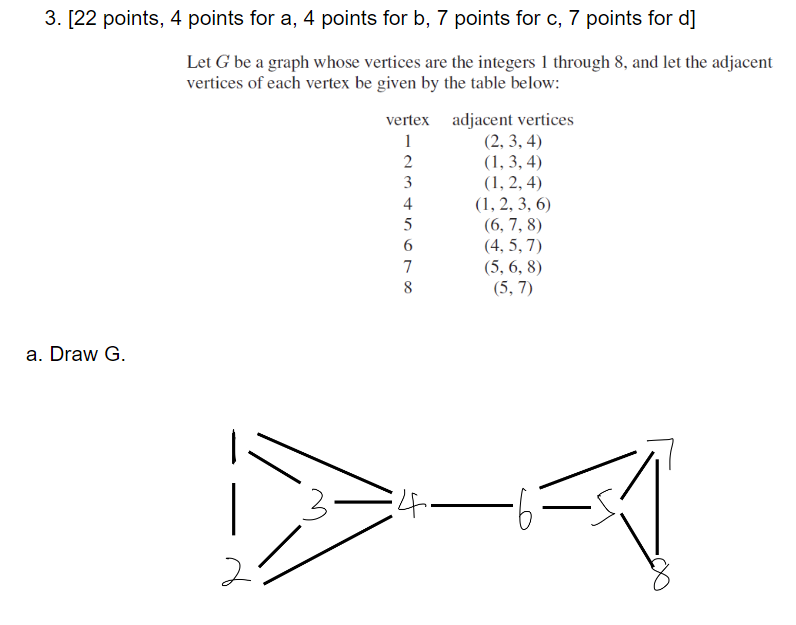 3. [22 points, 4 points for a, 4 points for b, 7 points for c, 7 points for d]
Let G be a graph whose vertices are the integers 1 through 8, and let the adjacent
vertices of each vertex be given by the table below:
vertex adjacent vertices
1 (2, 3, 4)
2 (1, 3, 4)
3 (1, 2, 4)
4 (1, 2, 3, 6)
5 (6, 7, 8)
6 (4, 5, 7)
7 (5, 6, 8)
8 (5, 7)
a. Draw G.
1 7
3 4 6 5
2 8